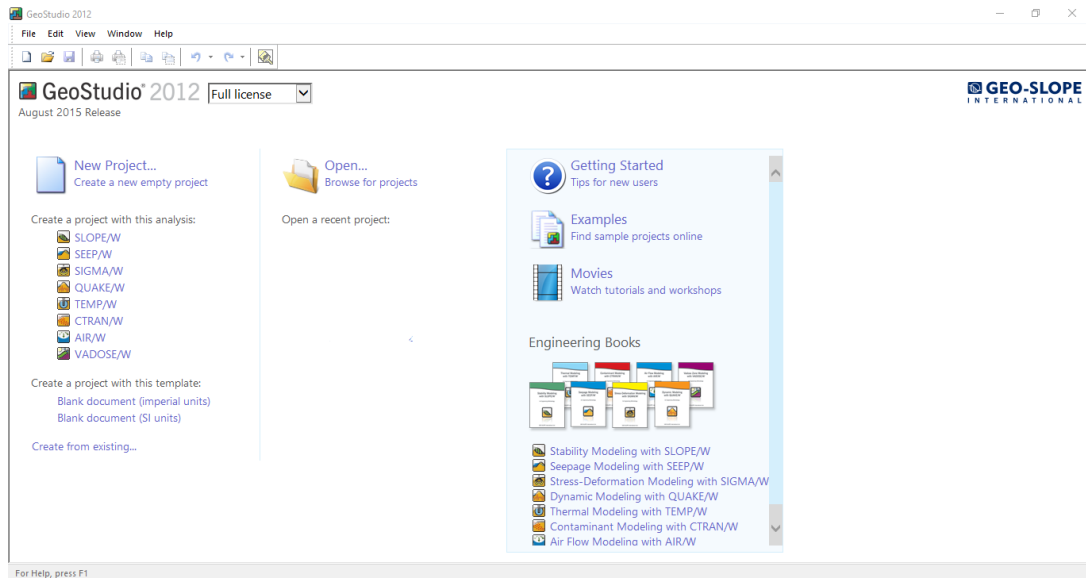 GeoStudio 2012
File Edit View Window Help
GeoStudio 2012 Full license
August 2015 Release
GEO-SLOPE
INTERNATIONAL
New Project...
Create a new empty project
Create a project with this analysis:
SLOPE/W
SEEP/W
SIGMA/W
QUAKE/W
TEMP/W
CTRAN/W
AIR/W
VADOSE/W
Create a project with this template:
Blank document (imperial units)
Blank document (SI units)
Create from existing...
Open...
Browse for projects
Open a recent project:
Getting Started
Tips for new users
Examples
Find sample projects online
Movies
Watch tutorials and workshops
Engineering Books
Stability Modeling with SLOPE/W
Seepage Modeling with SEEP/W
Stress-Deformation Modeling with SIGMA/W
Dynamic Modeling with QUAKE/W
Thermal Modeling with TEMP/W
Contaminant Modeling with CTRAN/W
Air Flow Modeling with AIR/W
For Help, press F1